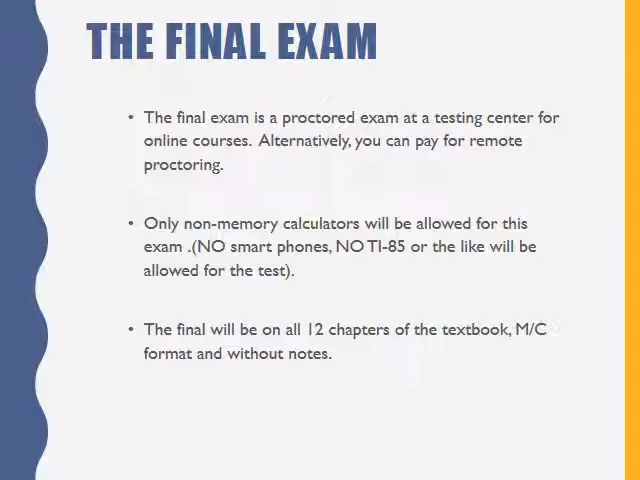 THE FINAL EXAM
• The final exam is a proctored exam at a testing center for
online courses. Alternatively, you can pay for remote
proctoring.
• Only non-memory calculators will be allowed for this
exam .(NO smart phones, NO TI-85 or the like will be
allowed for the test).
• The final will be on all 12 chapters of the textbook, M/C
format and without notes.